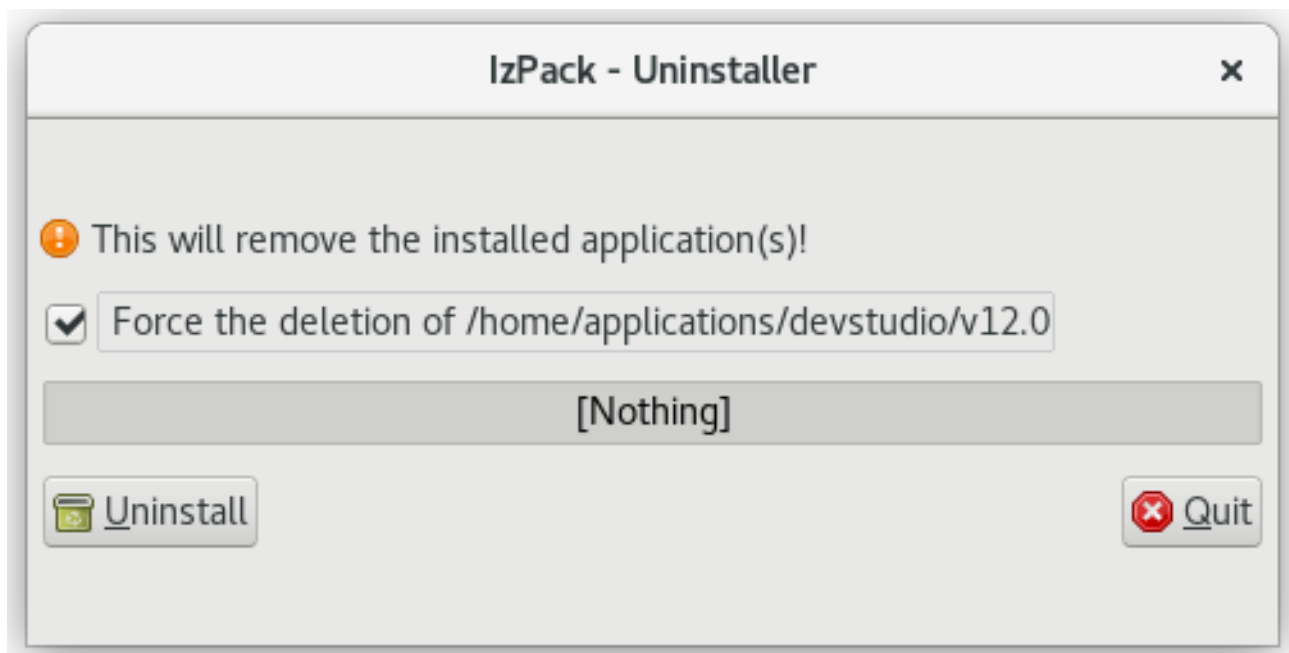 IzPack - Uninstaller
This will remove the installed application(s)!
Force the deletion of /home/applications/devstudio/v12.0
[Nothing]
Uninstall
Quit